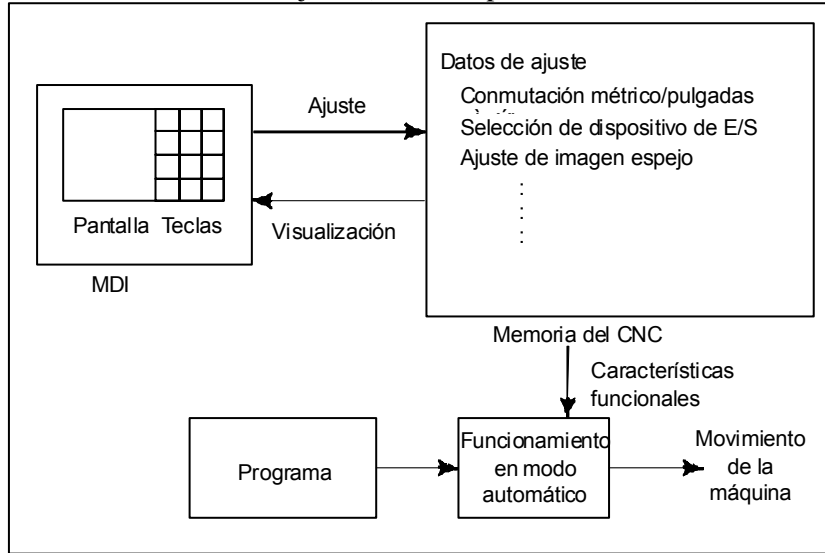 Datos de ajuste
Conmutación métrico/pulgadas
Selección de dispositivo de E/S
Ajuste de imagen espejo
:
:
:
Ajuste
Visualización
Pantalla Teclas
MDI
Memoria del CNC
Características
funcionales
Programa
Funcionamiento
en modo
automático
Movimiento
de la
máquina